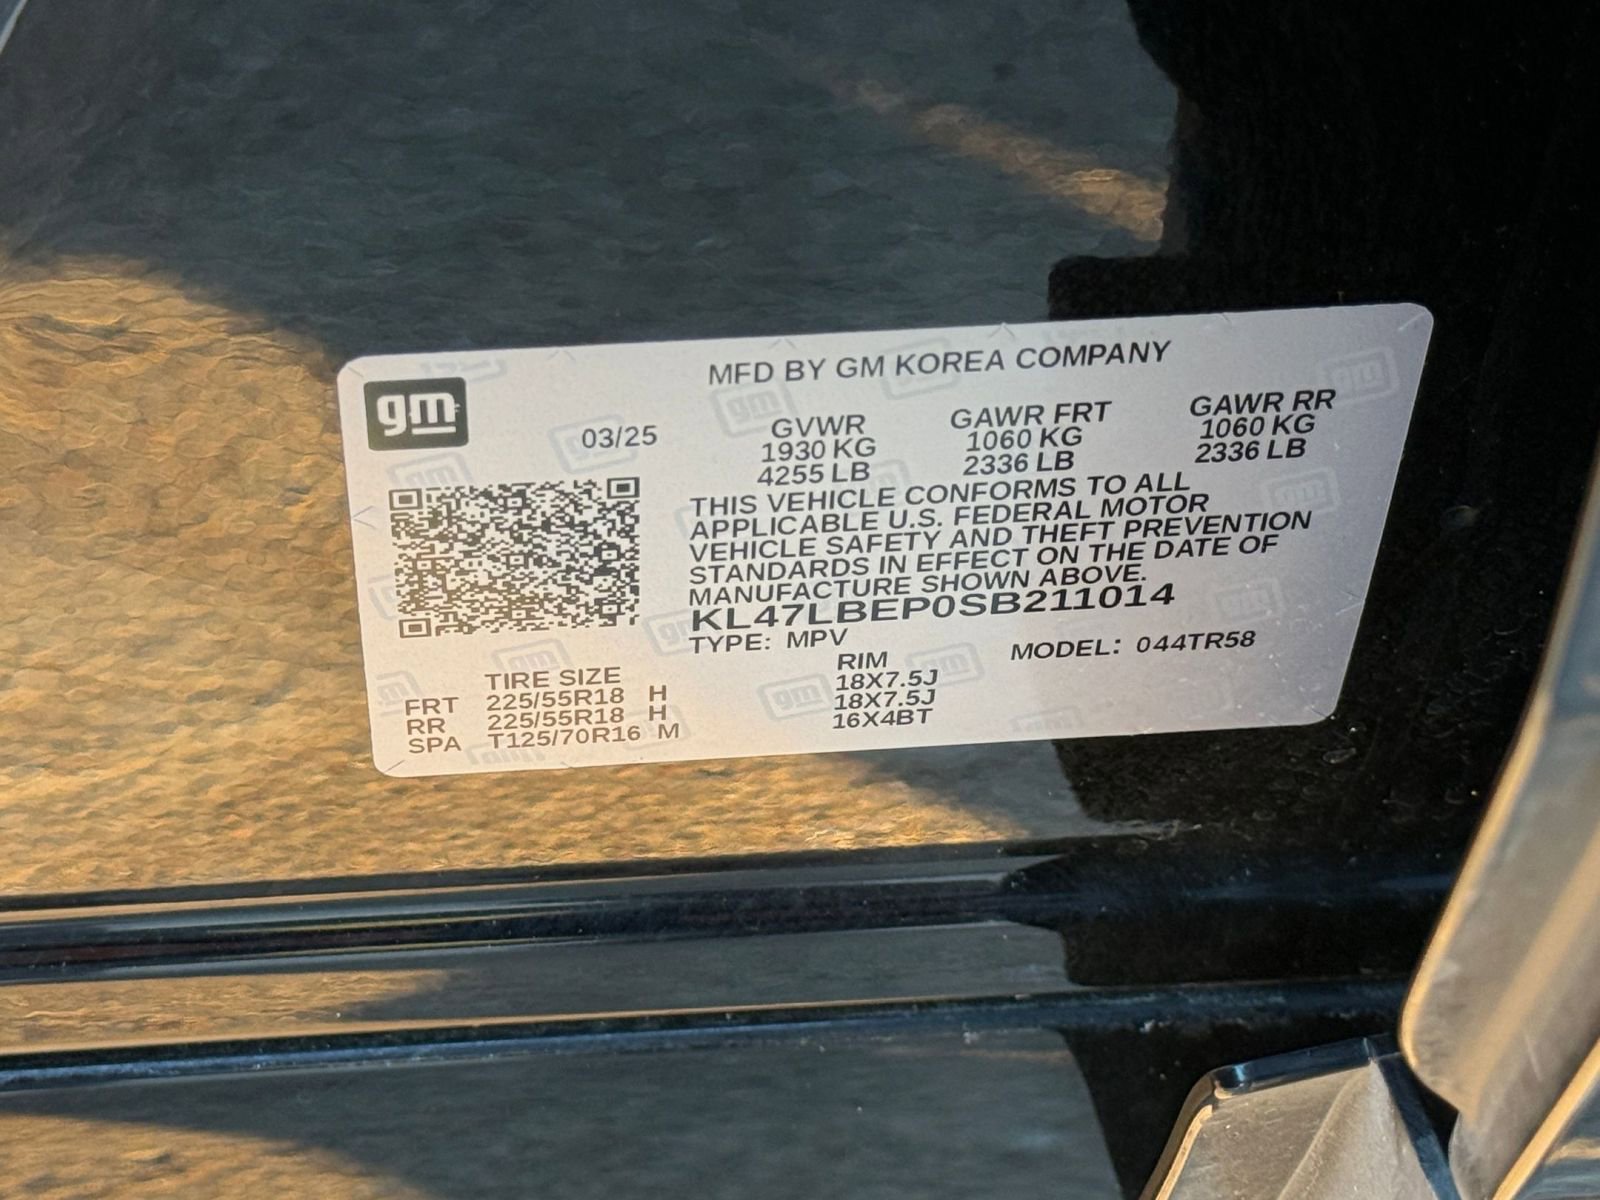 MFD BY GM KOREA COMPANY
gm
03/25
GVWR GAWR FRT GAWR RR
1930 KG 1060 KG 1060 KG
4255 LB 2336 LB 2336 LB
THIS VEHICLE CONFORMS TO ALL
APPLICABLE U.S. FEDERAL MOTOR
VEHICLE SAFETY AND THEFT PREVENTION
STANDARDS IN EFFECT ON THE DATE OF
MANUFACTURE SHOWN ABOVE.
KL47LBEP0SB211014
TYPE: MPV MODEL: 044TR58
TIRE SIZE RIM
FRT 225/55R18 H 18X7.5J
RR 225/55R18 H 18X7.5J
SPA T125/70R16 M 16X4BT